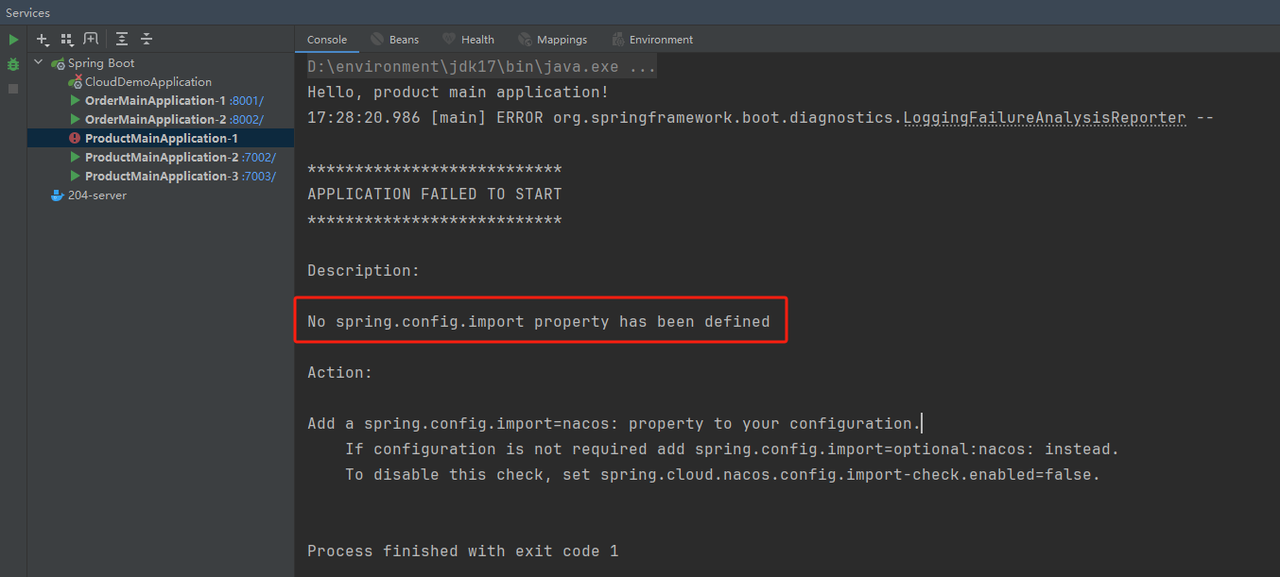 Services
Spring Boot
CloudDemoApplication
OrderMainApplication-1 :8001/
OrderMainApplication-2 :8002/
ProductMainApplication-1
ProductMainApplication-2 :7002/
ProductMainApplication-3 :7003/
204-server
Console Beans Health Mappings Environment
D:\environment\jdk17\bin\java.exe ...
Hello, product main application!
17:28:20.986 [main] ERROR org.springframework.boot.diagnostics.LoggingFailureAnalysisReporter --
***************************
APPLICATION FAILED TO START
***************************
Description:
No spring.config.import property has been defined
Action:
Add a spring.config.import=nacos: property to your configuration.
If configuration is not required add spring.config.import=optional:nacos: instead.
To disable this check, set spring.cloud.nacos.config.import-check.enabled=false.
Process finished with exit code 1